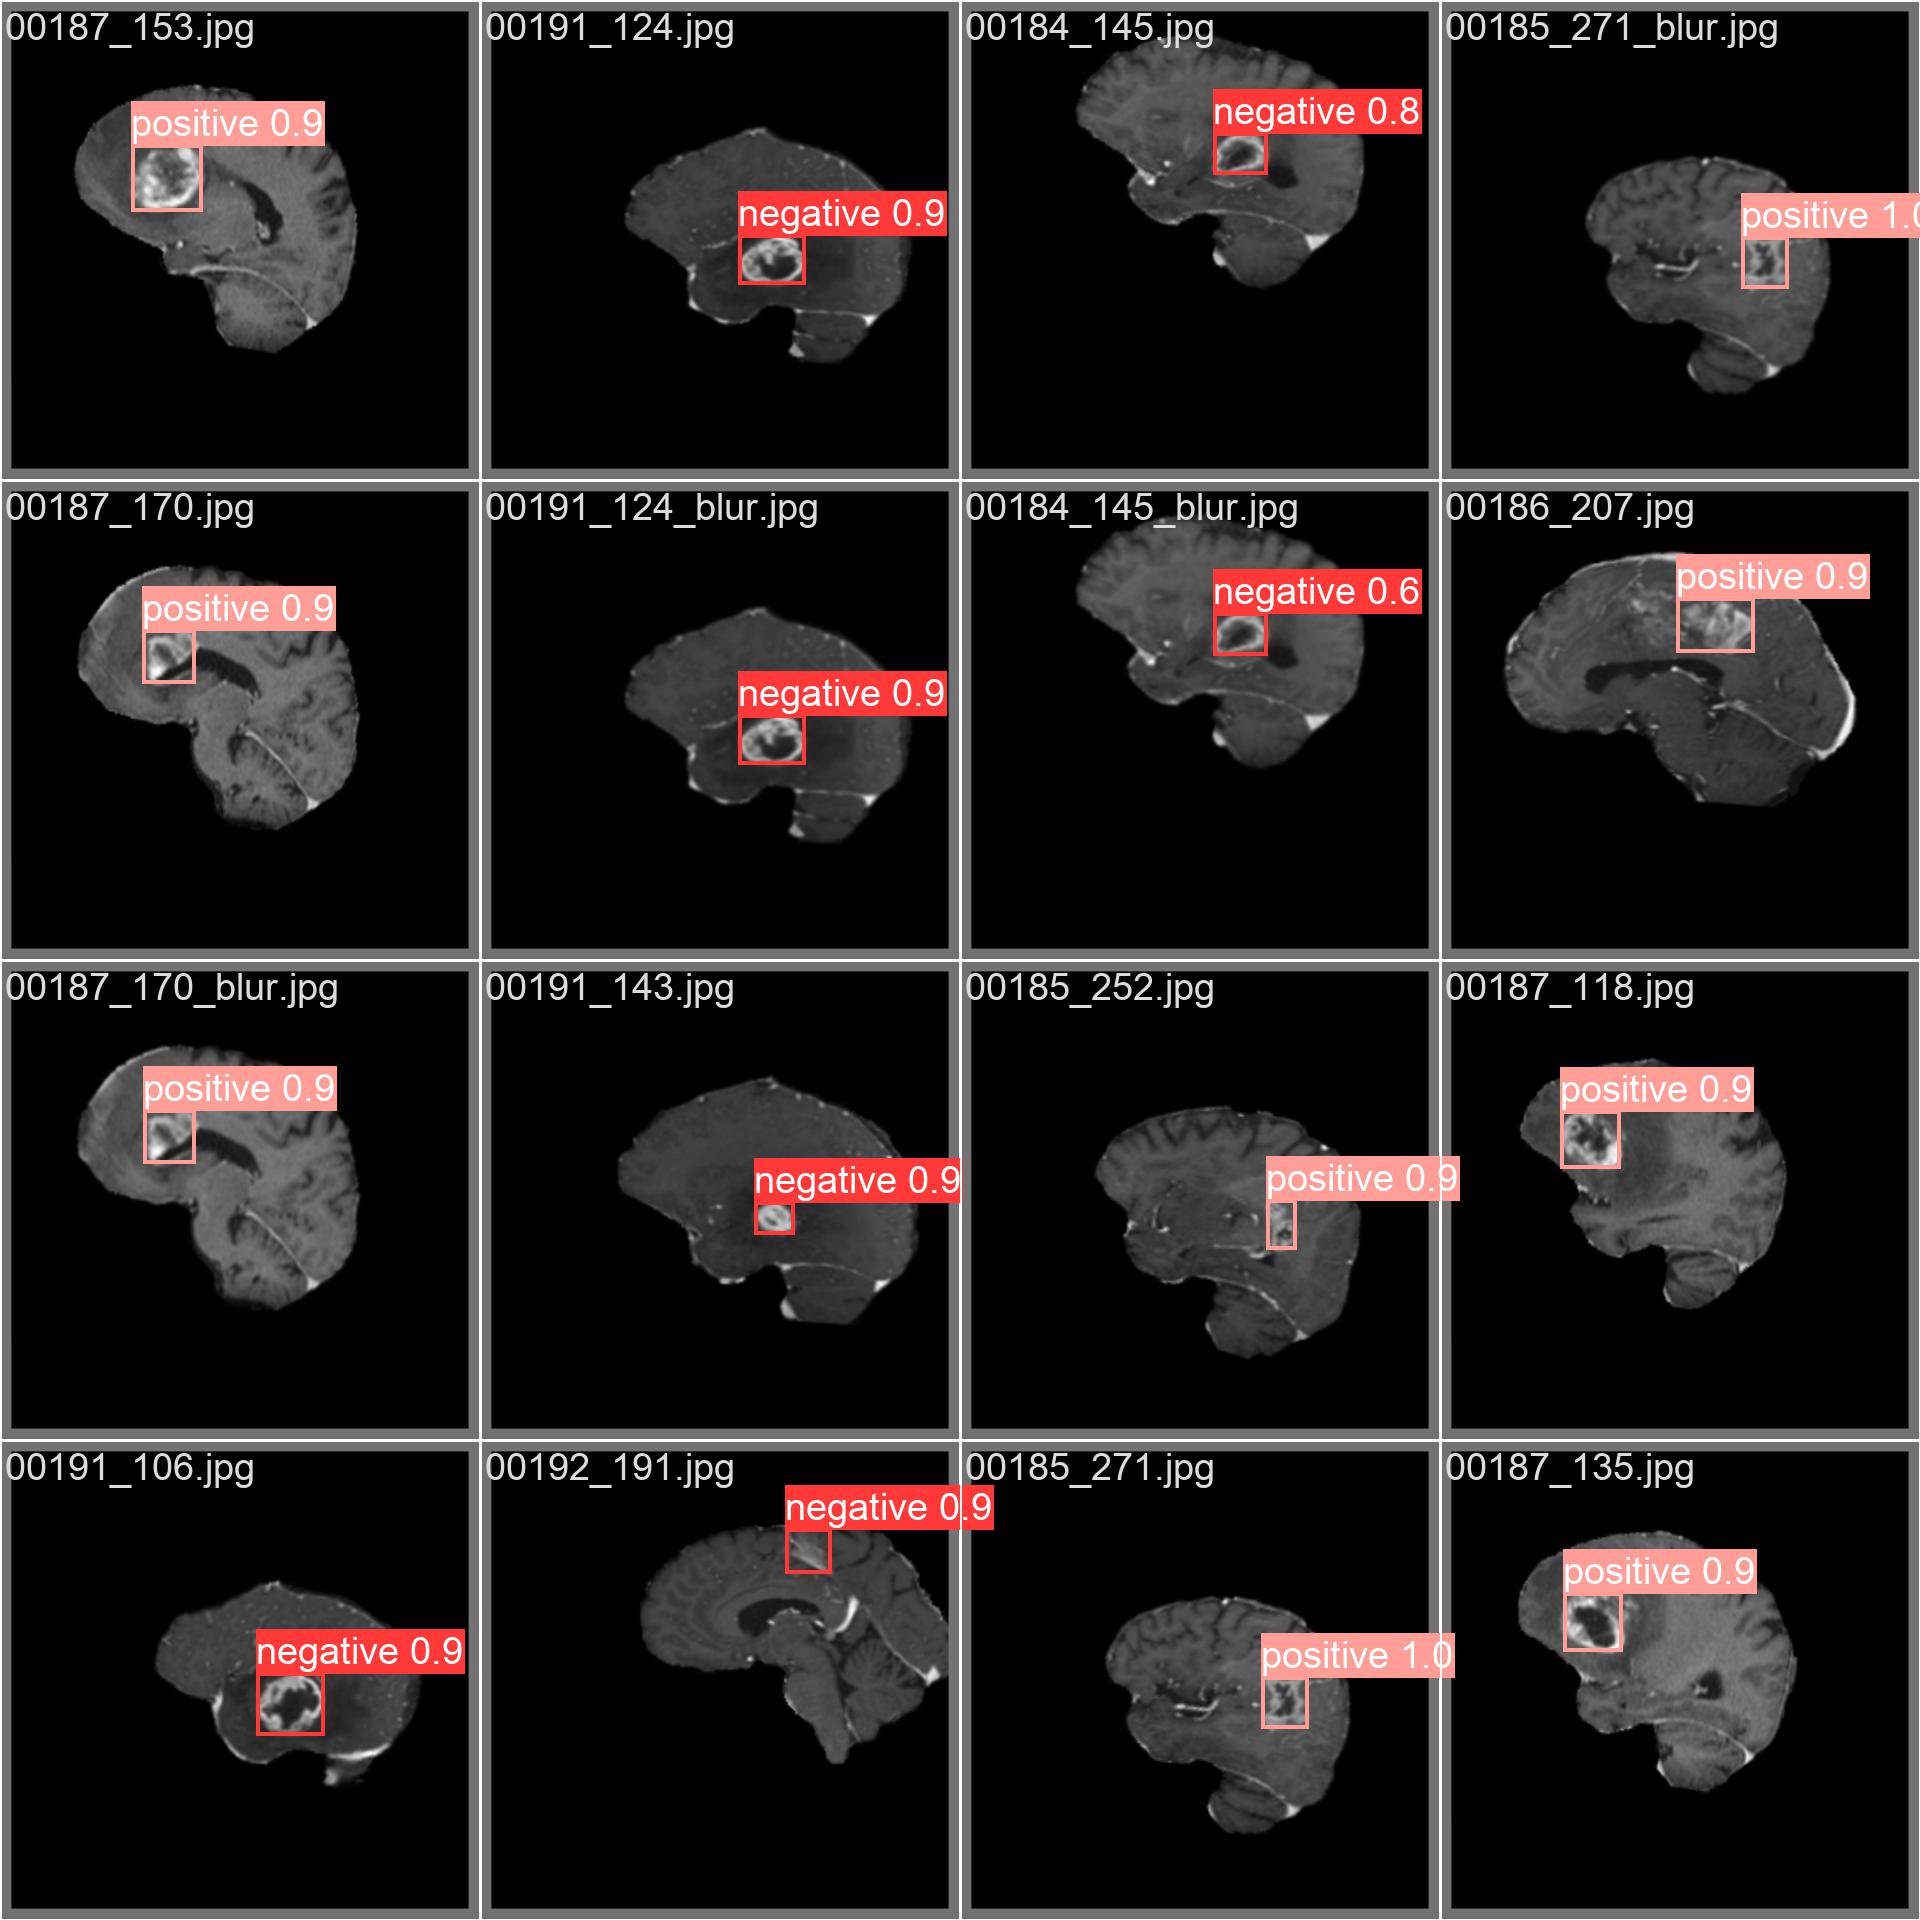 00187_153.jpg
positive 0.9
00191_124.jpg
negative 0.9
00184_145.jpg
negative 0.8
00185_271_blur.jpg
positive 1.0
00187_170.jpg
positive 0.9
00191_124_blur.jpg
negative 0.9
00184_145_blur.jpg
negative 0.6
00186_207.jpg
positive 0.9
00187_170_blur.jpg
positive 0.9
00191_143.jpg
negative 0.9
00185_252.jpg
positive 0.9
00187_118.jpg
positive 0.9
00191_106.jpg
negative 0.9
00192_191.jpg
negative 0.9
00185_271.jpg
positive 1.0
00187_135.jpg
positive 0.9